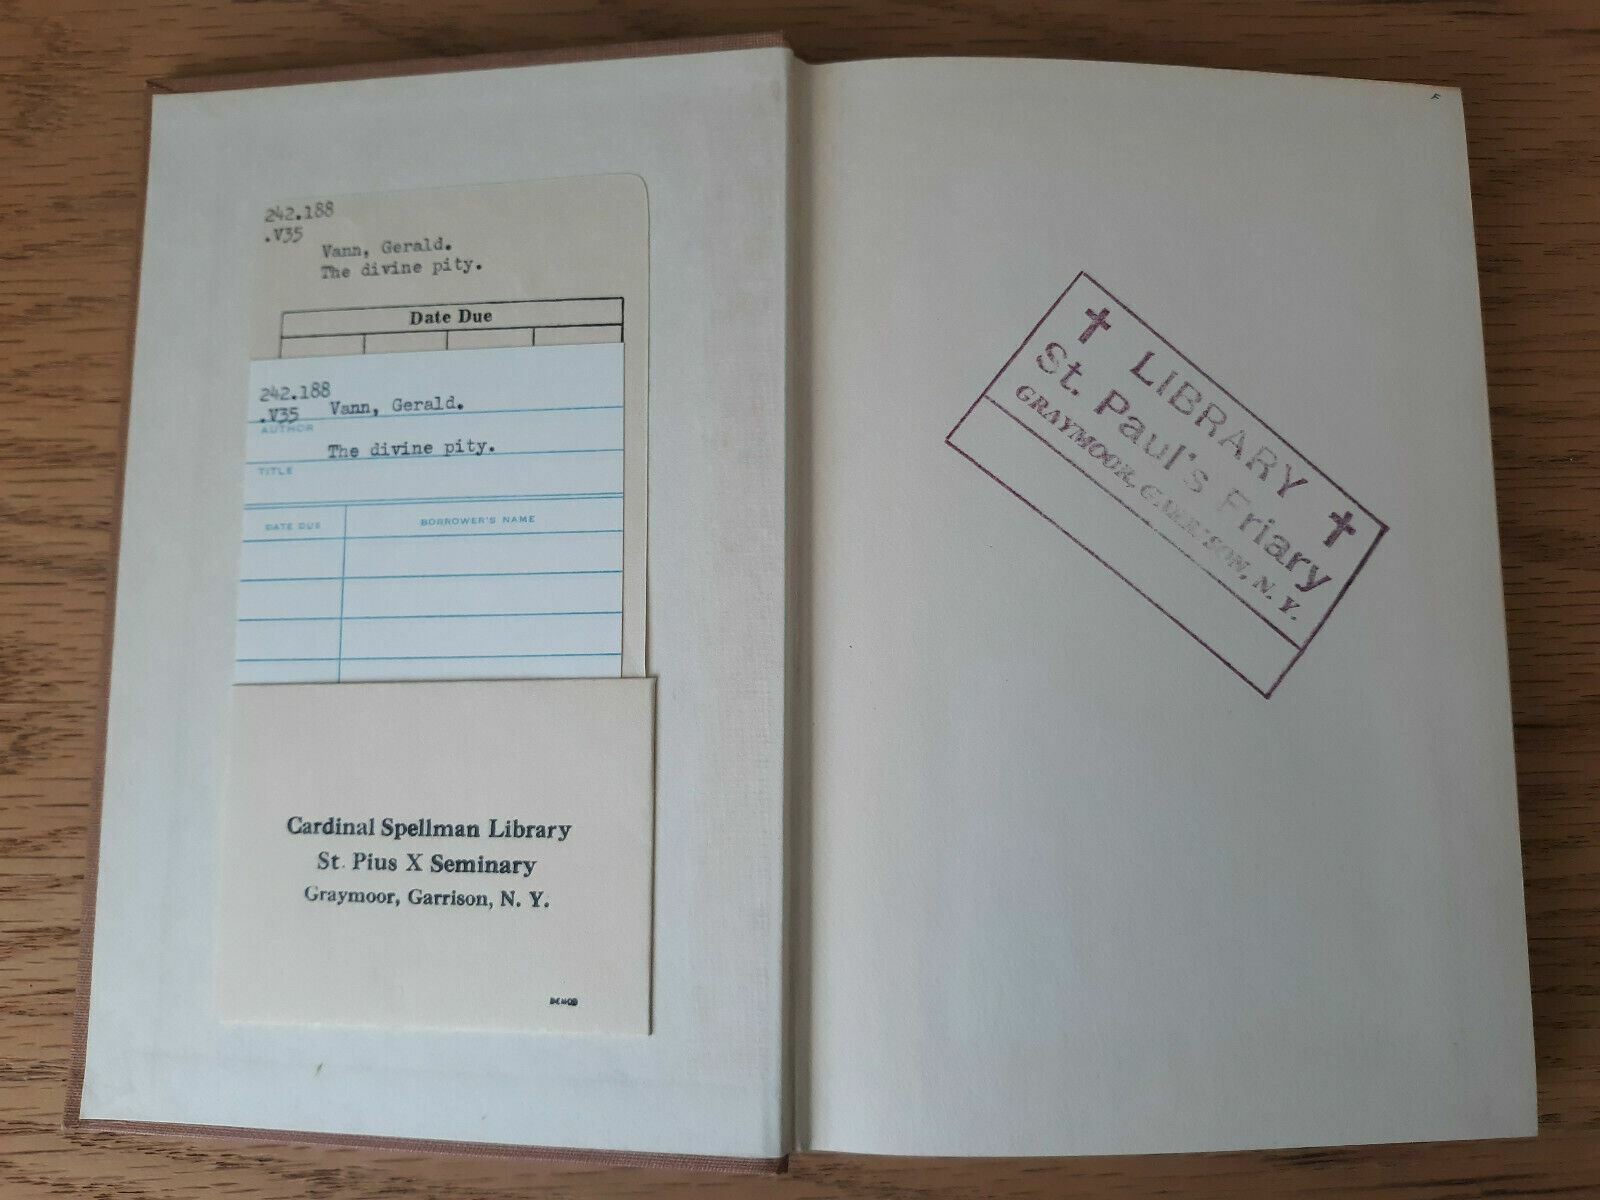 242.188
.V35
Vann, Gerald.
The divine pity.
Date Due
242.188
.V35 Vann, Gerald.
AUTHOR
The divine pity.
TITLE
DATE DUE BORROWER'S NAME
Cardinal Spellman Library
St. Pius X Seminary
Graymoor, Garrison, N. Y.
DEMCO
F
LIBRARY
St. Paul's Friary
GRAYMOOR, GARRISON, N. Y.